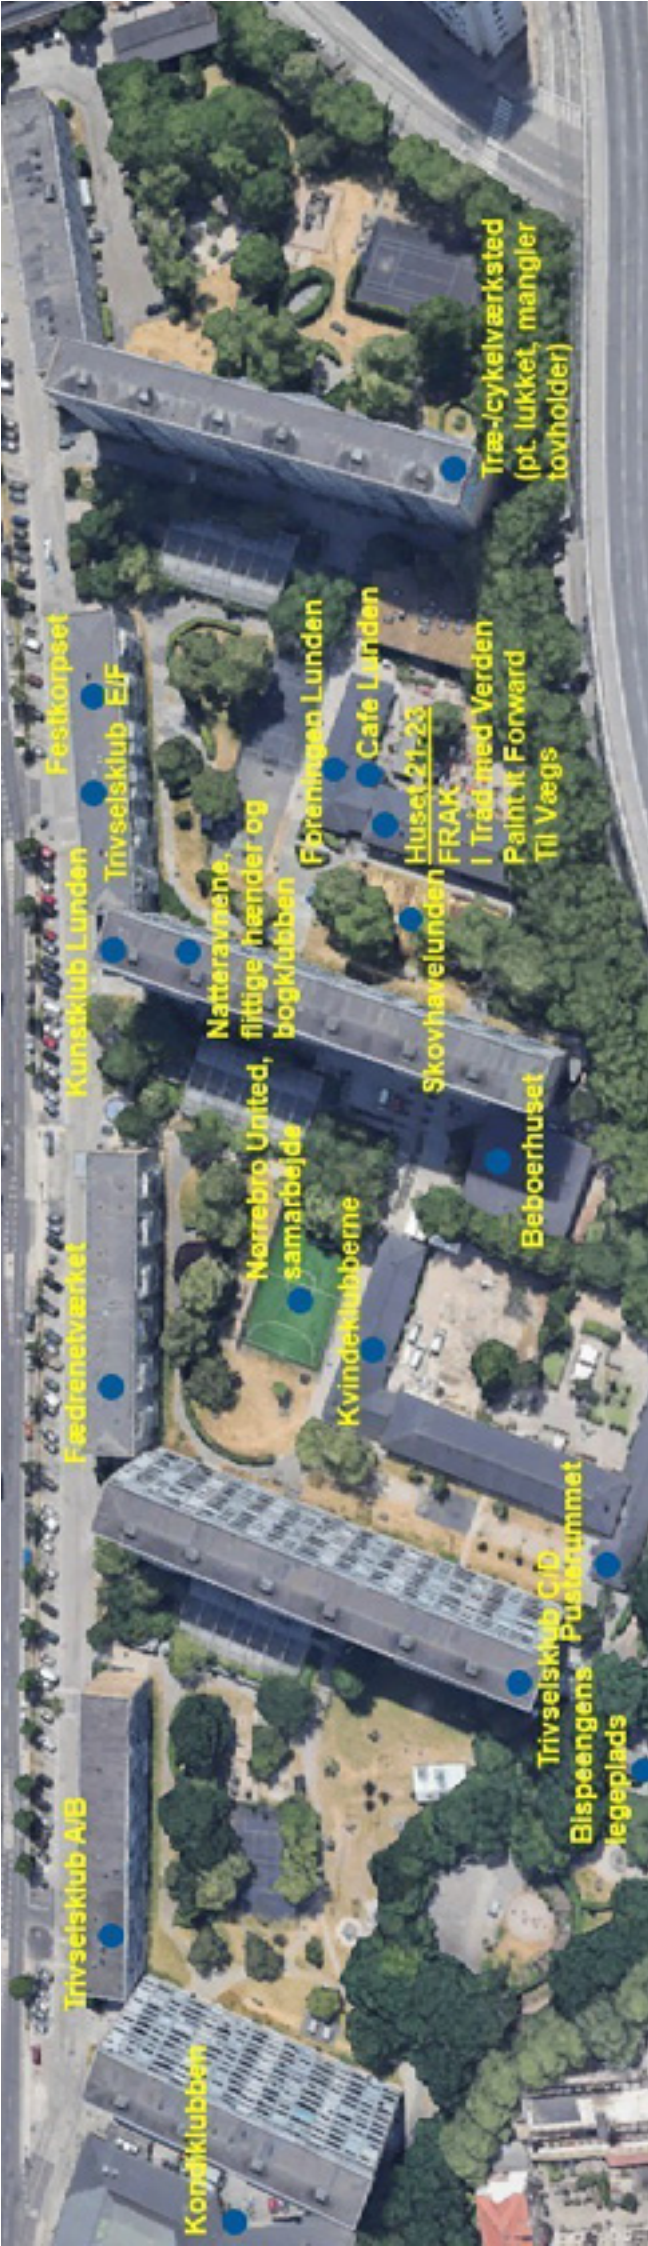 Kondiklubben
Trivselsklub A/B
Trivselsklub C/D
Pusterummet
Bispeengens
legeplads
Fædrenetværket
Nørrebro United,
samarbejde
Kvindeklubberne
Beboerhuset
Kunstklub Lunden
Natteravnene,
flittige hænder og
bogklubben
Skovhavelunden
Festkorpset
Trivselsklub E/F
Foreningen Lunden
Cafe Lunden
Huset 21-23
FRAK
I Tråd med Verden
Paint It Forward
Til Vægs
Træ-/cykelværksted
(pt. lukket, mangler
tovholder)